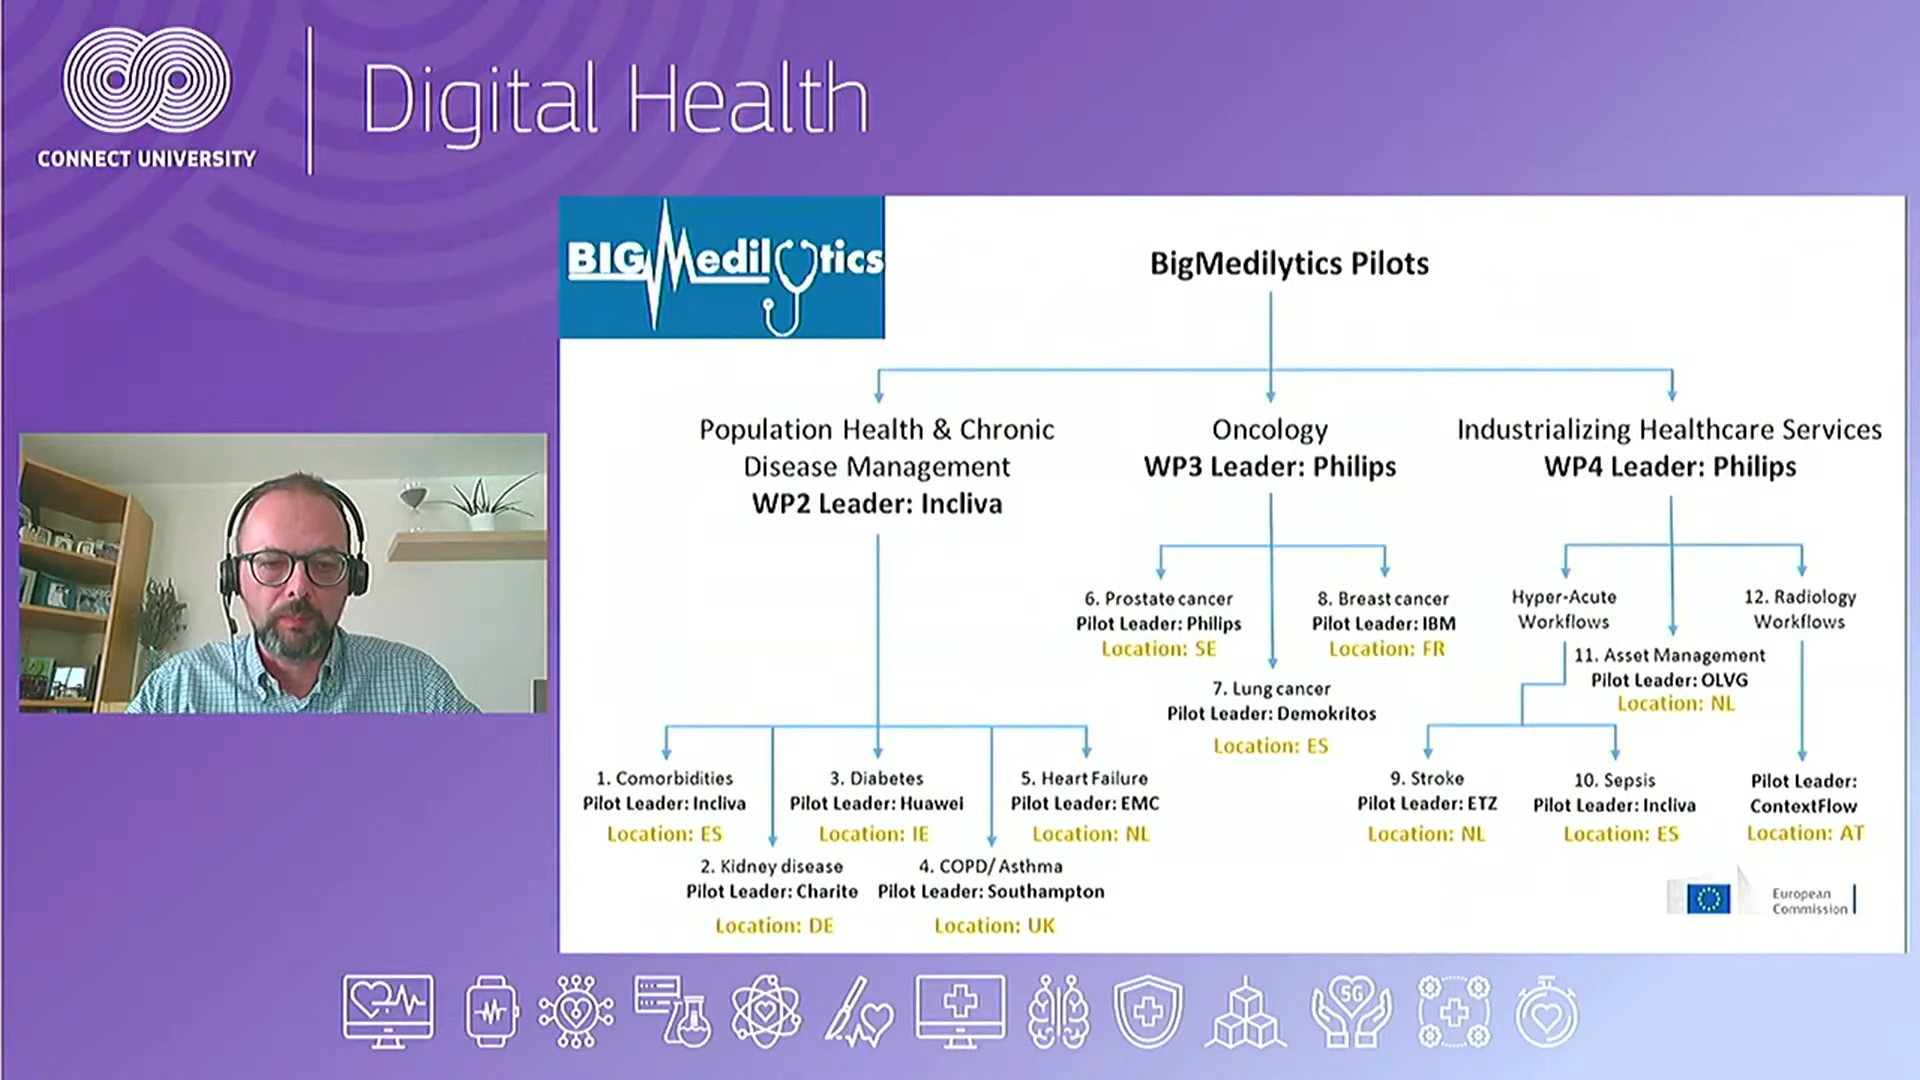 CONNECT UNIVERSITY
Digital Health
BIGMedilytics
BigMedilytics Pilots
Population Health & Chronic
Disease Management
WP2 Leader: Incliva
Oncology
WP3 Leader: Philips
Industrializing Healthcare Services
WP4 Leader: Philips
1. Comorbidities
Pilot Leader: Incliva
Location: ES
2. Kidney disease
Pilot Leader: Charite
Location: DE
3. Diabetes
Pilot Leader: Huawei
Location: IE
4. COPD/ Asthma
Pilot Leader: Southampton
Location: UK
5. Heart Failure
Pilot Leader: EMC
Location: NL
6. Prostate cancer
Pilot Leader: Philips
Location: SE
7. Lung cancer
Pilot Leader: Demokritos
Location: ES
8. Breast cancer
Pilot Leader: IBM
Location: FR
Hyper-Acute
Workflows
9. Stroke
Pilot Leader: ETZ
Location: NL
10. Sepsis
Pilot Leader: Incliva
Location: ES
11. Asset Management
Pilot Leader: OLVG
Location: NL
12. Radiology
Workflows
Pilot Leader:
ContextFlow
Location: AT
European
Commission
5G